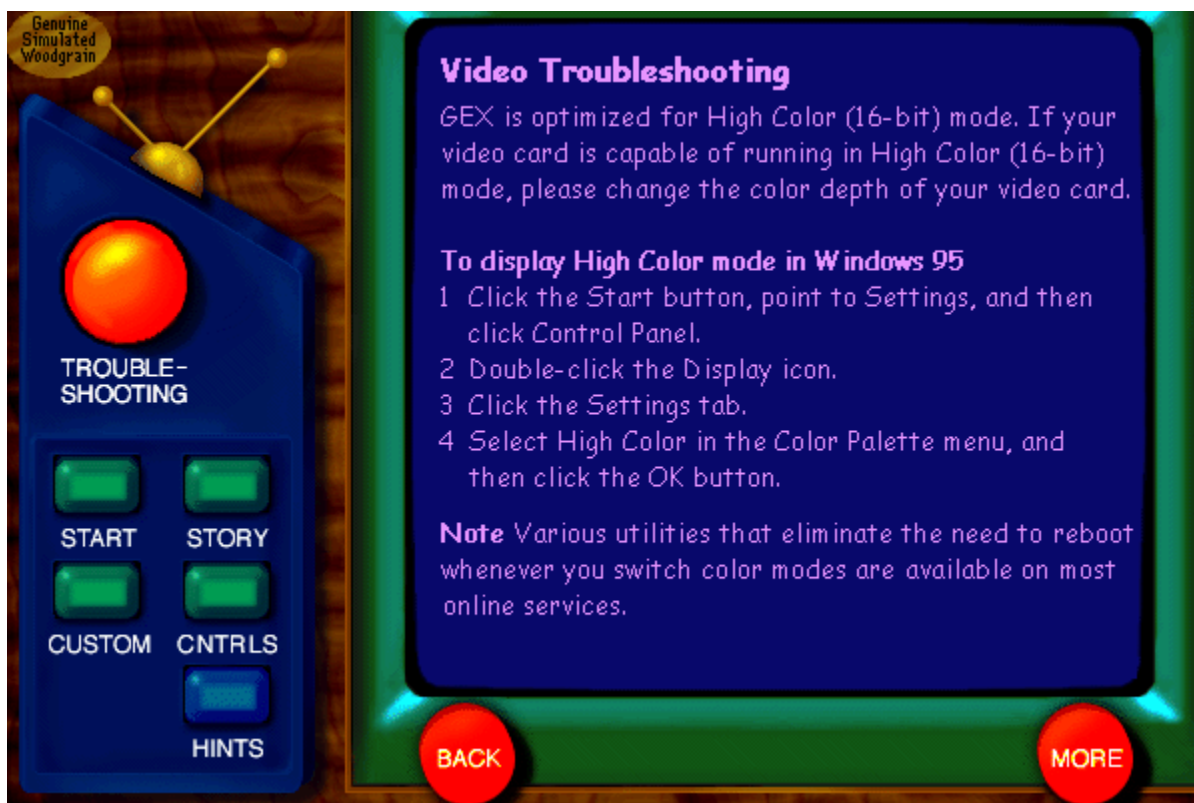 Genuine
Simulated
Woodgrain
TROUBLE-
SHOOTING
START STORY
CUSTOM CNTRLS
HINTS
Video Troubleshooting
GEX is optimized for High Color (16-bit) mode. If your
video card is capable of running in High Color (16-bit)
mode, please change the color depth of your video card.
To display High Color mode in Windows 95
1 Click the Start button, point to Settings, and then
click Control Panel.
2 Double-click the Display icon.
3 Click the Settings tab.
4 Select High Color in the Color Palette menu, and
then click the OK button.
Note Various utilities that eliminate the need to reboot
whenever you switch color modes are available on most
online services.
BACK MORE